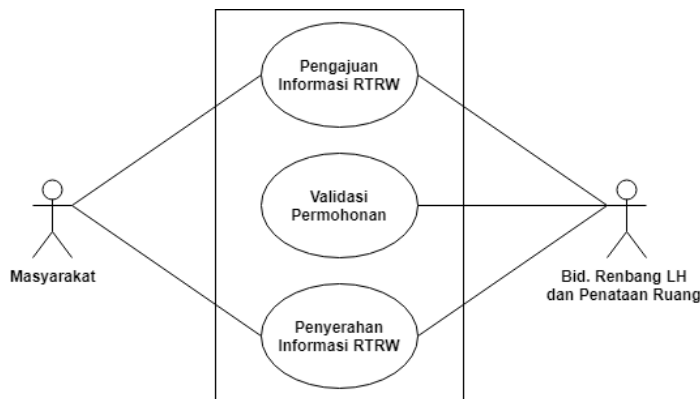 Pengajuan
Informasi RTRW
Validasi
Permohonan
Masyarakat
Bid. Renbang LH
dan Penataan Ruang
Penyerahan
Informasi RTRW